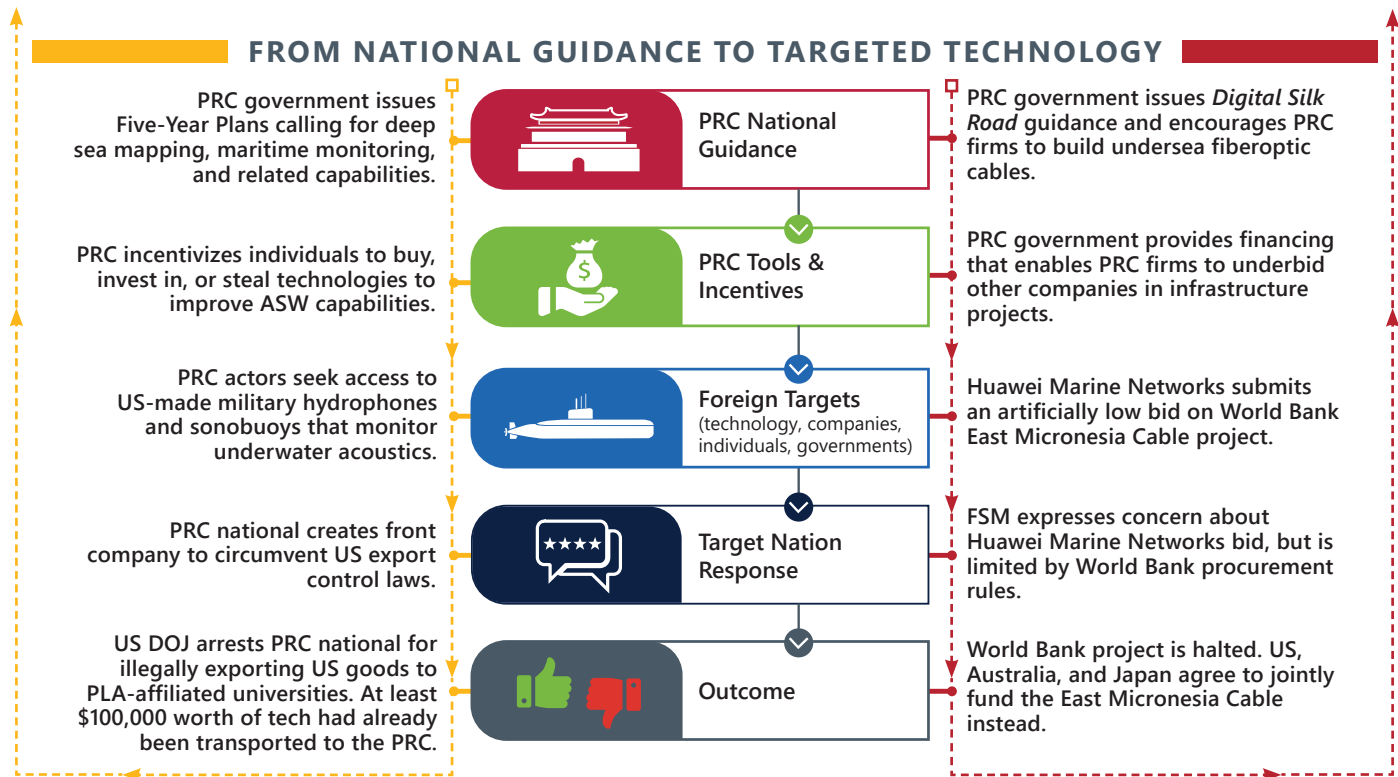 FROM NATIONAL GUIDANCE TO TARGETED TECHNOLOGY
PRC government issues
Five-Year Plans calling for deep
sea mapping, maritime monitoring,
and related capabilities.
PRC National
Guidance
PRC government issues Digital Silk
Road guidance and encourages PRC
firms to build undersea fiberoptic
cables.
PRC incentivizes individuals to buy,
invest in, or steal technologies to
improve ASW capabilities.
$
PRC Tools &
Incentives
PRC government provides financing
that enables PRC firms to underbid
other companies in infrastructure
projects.
PRC actors seek access to
US-made military hydrophones
and sonobuoys that monitor
underwater acoustics.
Foreign Targets
(technology, companies,
individuals, governments)
Huawei Marine Networks submits
an artificially low bid on World Bank
East Micronesia Cable project.
PRC national creates front
company to circumvent US export
control laws.
Target Nation
Response
FSM expresses concern about
Huawei Marine Networks bid, but is
limited by World Bank procurement
rules.
US DOJ arrests PRC national for
illegally exporting US goods to
PLA-affiliated universities. At least
$100,000 worth of tech had already
been transported to the PRC.
Outcome
World Bank project is halted. US,
Australia, and Japan agree to jointly
fund the East Micronesia Cable
instead.